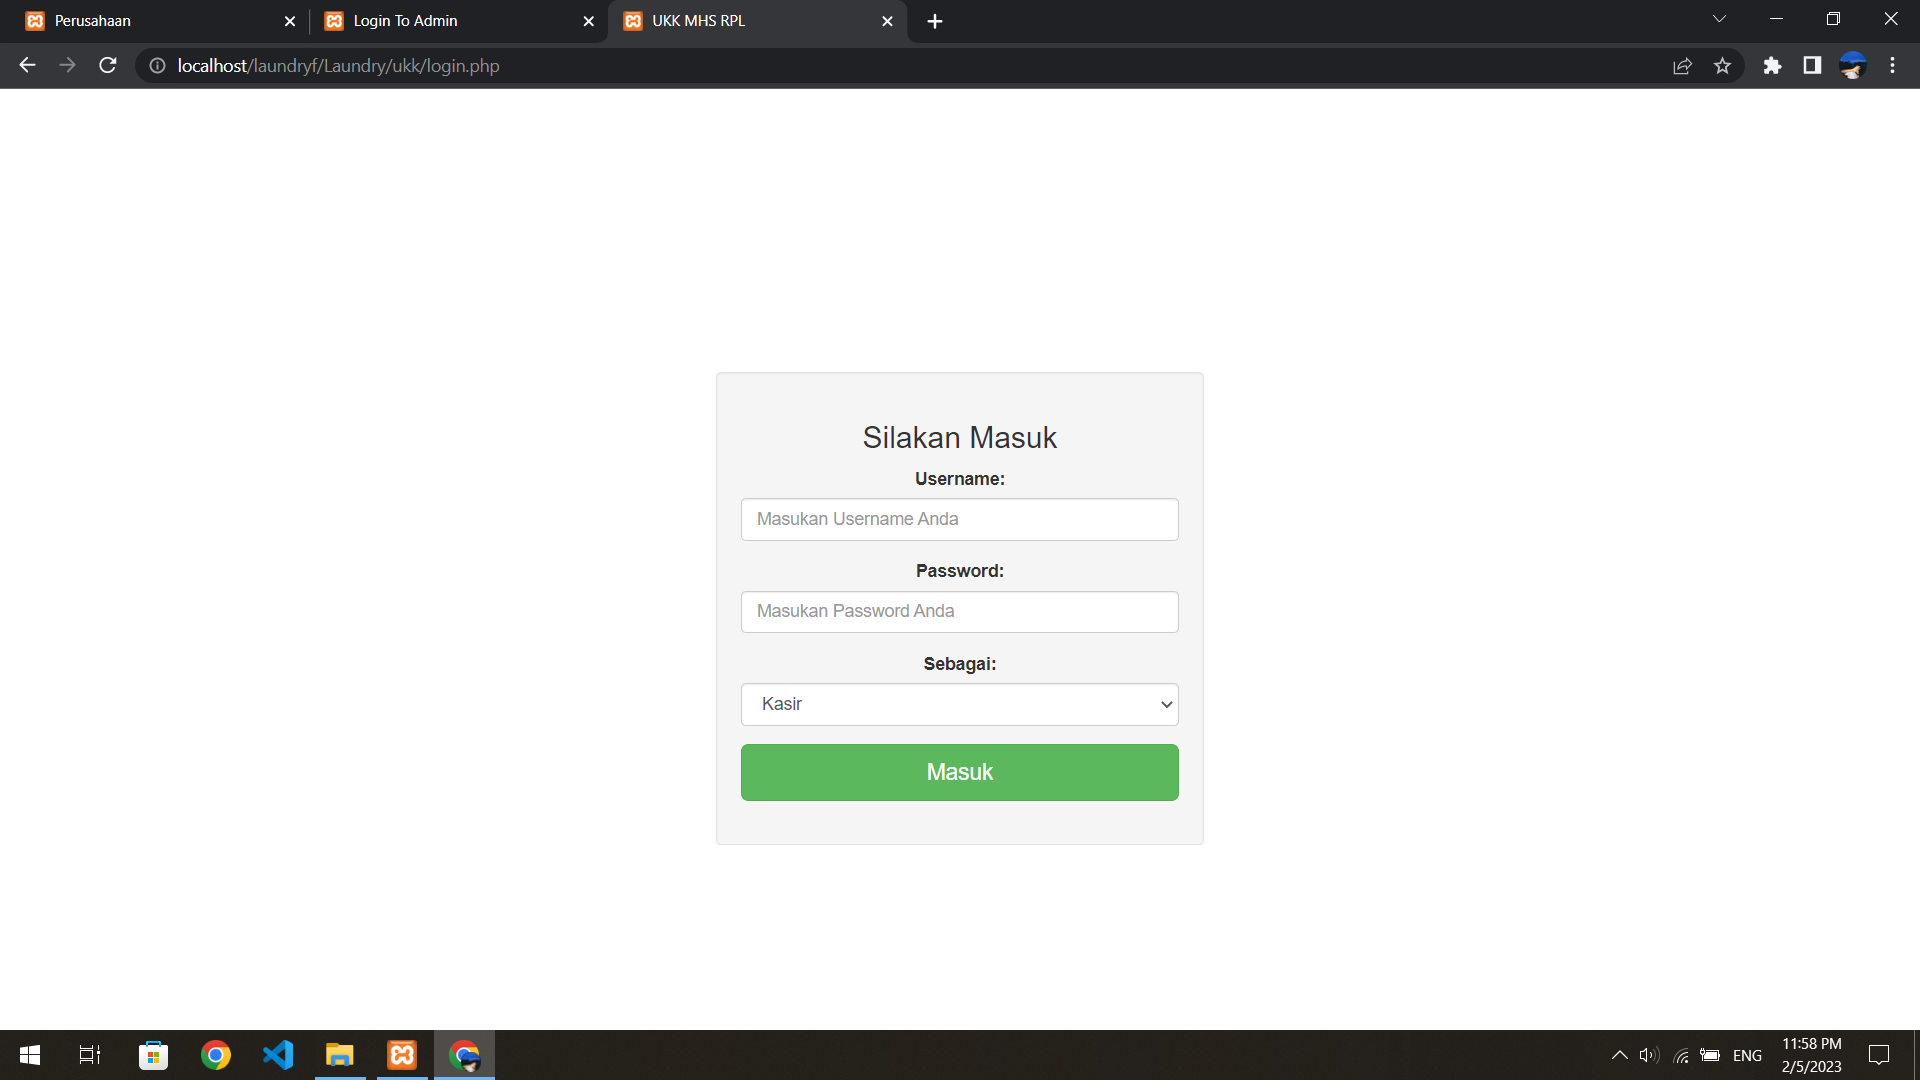 Perusahaan
Login To Admin
UKK MHS RPL
localhost/laundryf/Laundry/ukk/login.php
Silakan Masuk
Username:
Masukan Username Anda
Password:
Masukan Password Anda
Sebagai:
Kasir
Masuk
ENG
11:58 PM
2/5/2023